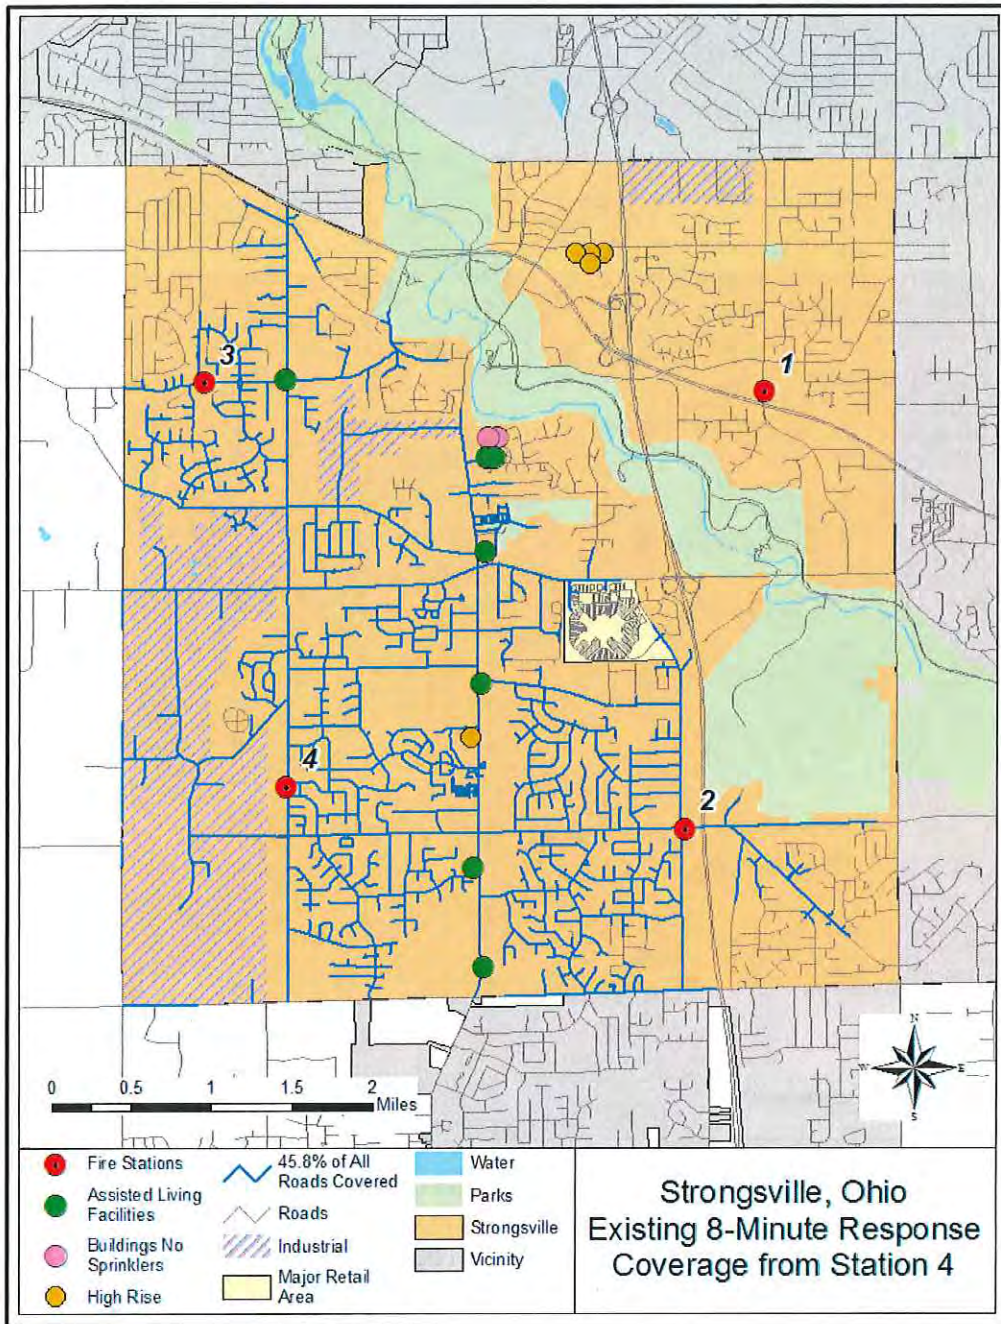 3
1
4
2
N
W
E
S
0
0.5
1
1.5
2
Miles
Fire Stations
Assisted Living
Facilities
Buildings No
Sprinklers
High Rise
45.8% of All
Roads Covered
Roads
Industrial
Major Retail
Area
Water
Parks
Strongsville
Vicinity
Strongsville, Ohio
Existing 8-Minute Response
Coverage from Station 4